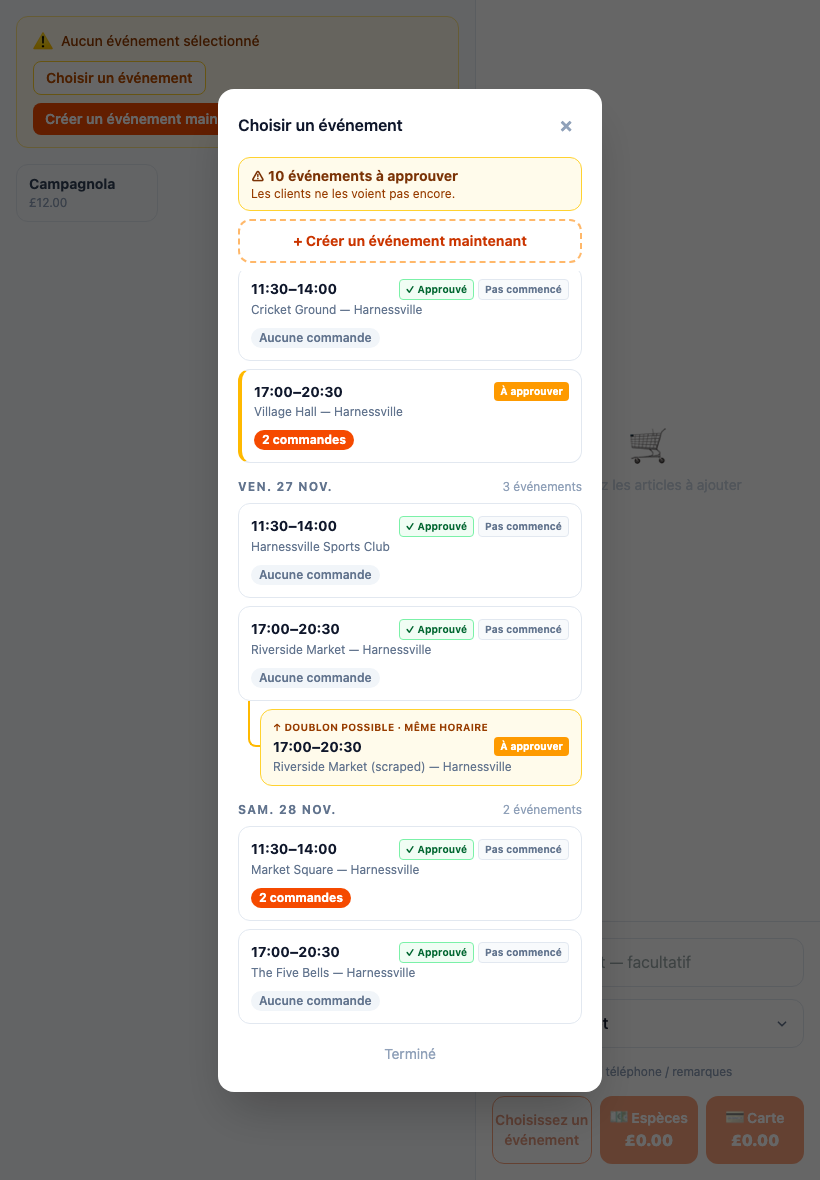 Aucun événement sélectionné
Choisir un événement
Créer un événement main
Campagnola
£12.00
Choisir un événement
10 événements à approuver
Les clients ne les voient pas encore.
+ Créer un événement maintenant
11:30–14:00
✓ Approuvé
Pas commencé
Cricket Ground — Harnessville
Aucune commande
17:00–20:30
À approuver
Village Hall — Harnessville
2 commandes
VEN. 27 NOV.
3 événements
11:30–14:00
✓ Approuvé
Pas commencé
Harnessville Sports Club
Aucune commande
17:00–20:30
✓ Approuvé
Pas commencé
Riverside Market — Harnessville
Aucune commande
↑ DOUBLON POSSIBLE · MÊME HORAIRE
17:00–20:30
À approuver
Riverside Market (scraped) — Harnessville
SAM. 28 NOV.
2 événements
11:30–14:00
✓ Approuvé
Pas commencé
Market Square — Harnessville
2 commandes
17:00–20:30
✓ Approuvé
Pas commencé
The Five Bells — Harnessville
Aucune commande
Terminé
z les articles à ajouter
t — facultatif
t
téléphone / remarques
Choisissez un
événement
Espèces
£0.00
Carte
£0.00